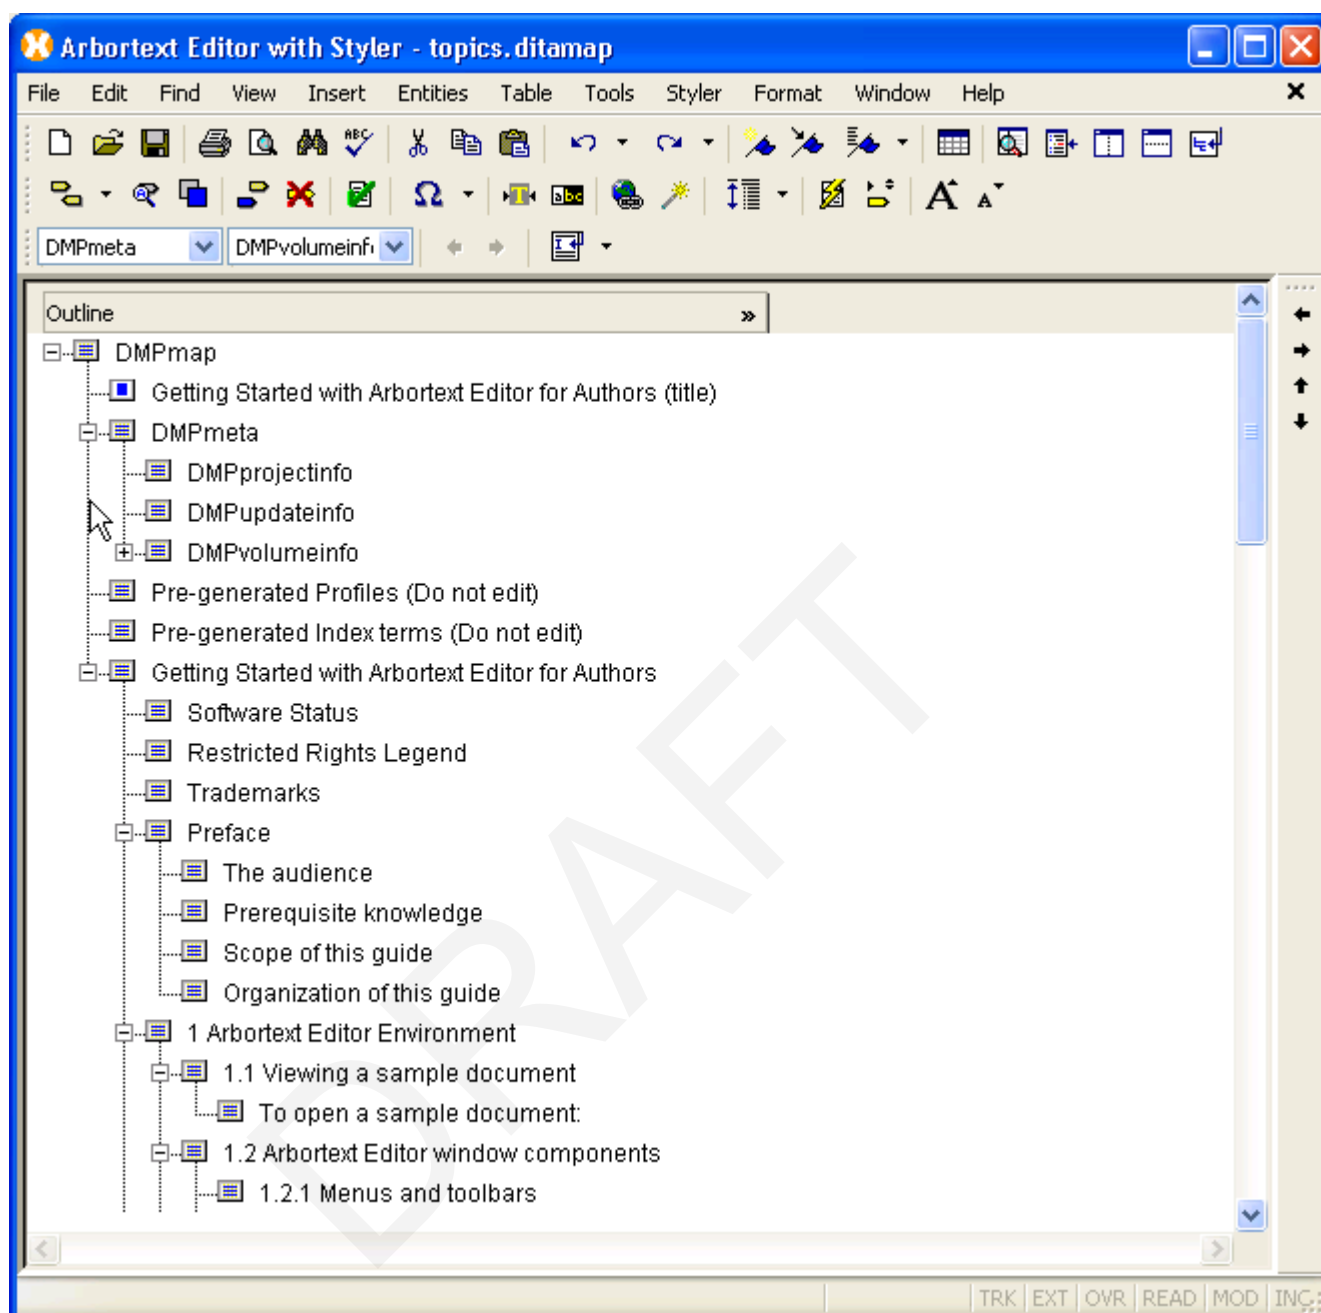 Arbortext Editor with Styler - topics.ditamap
File Edit Find View Insert Entities Table Tools Styler Format Window Help
DMPmeta DMPvolumeinf
Outline
DMPmap
Getting Started with Arbortext Editor for Authors (title)
DMPmeta
DMPprojectinfo
DMPupdateinfo
DMPvolumeinfo
Pre-generated Profiles (Do not edit)
Pre-generated Index terms (Do not edit)
Getting Started with Arbortext Editor for Authors
Software Status
Restricted Rights Legend
Trademarks
Preface
The audience
Prerequisite knowledge
Scope of this guide
Organization of this guide
1 Arbortext Editor Environment
1.1 Viewing a sample document
To open a sample document:
1.2 Arbortext Editor window components
1.2.1 Menus and toolbars
DRAFT
TRK EXT OVR READ MOD INC